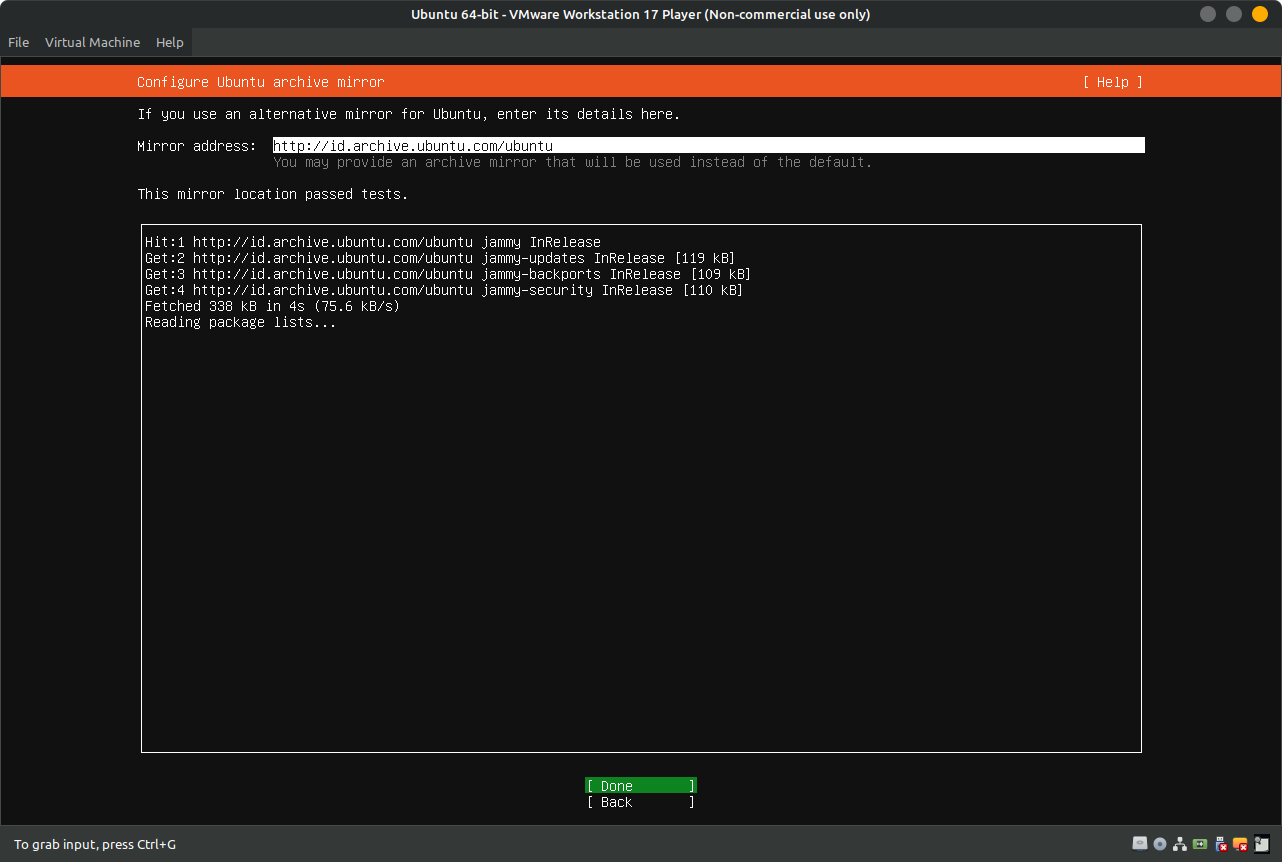 Ubuntu 64-bit - VMware Workstation 17 Player (Non-commercial use only)
File Virtual Machine Help
Configure Ubuntu archive mirror [ Help ]
If you use an alternative mirror for Ubuntu, enter its details here.
Mirror address: http://id.archive.ubuntu.com/ubuntu
You may provide an archive mirror that will be used instead of the default.
This mirror location passed tests.
Hit:1 http://id.archive.ubuntu.com/ubuntu jammy InRelease
Get:2 http://id.archive.ubuntu.com/ubuntu jammy-updates InRelease [119 kB]
Get:3 http://id.archive.ubuntu.com/ubuntu jammy-backports InRelease [109 kB]
Get:4 http://id.archive.ubuntu.com/ubuntu jammy-security InRelease [110 kB]
Fetched 338 kB in 4s (75.6 kB/s)
Reading package lists...
[ Done ]
[ Back ]
To grab input, press Ctrl+G